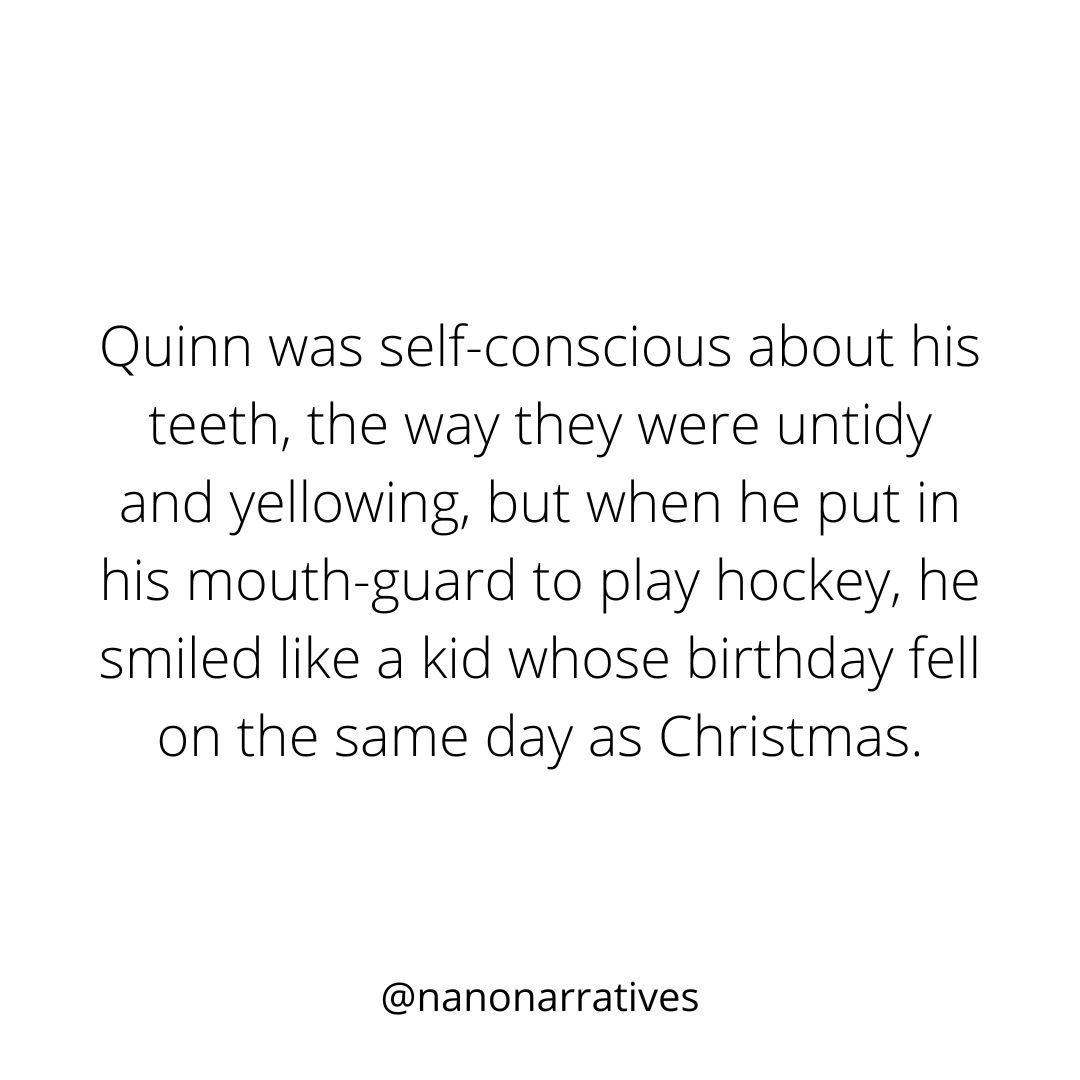 Quinn was self-conscious about his
teeth, the way they were untidy
and yellowing, but when he put in
his mouth-guard to play hockey, he
smiled like a kid whose birthday fell
on the same day as Christmas.
@nanonarratives